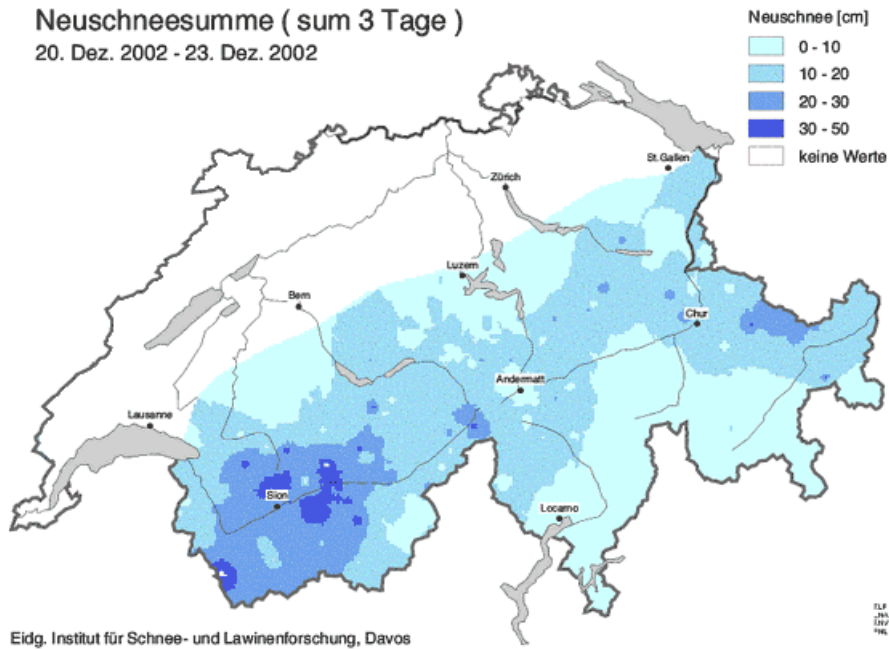 Neuschneesumme ( sum 3 Tage )
20. Dez. 2002 - 23. Dez. 2002
Neuschnee [cm]
0 - 10
10 - 20
20 - 30
30 - 50
keine Werte
St.Gallen
Zürich
Luzern
Bern
Chur
Andermatt
Lausanne
Sion
Locarno
Eidg. Institut für Schnee- und Lawinenforschung, Davos